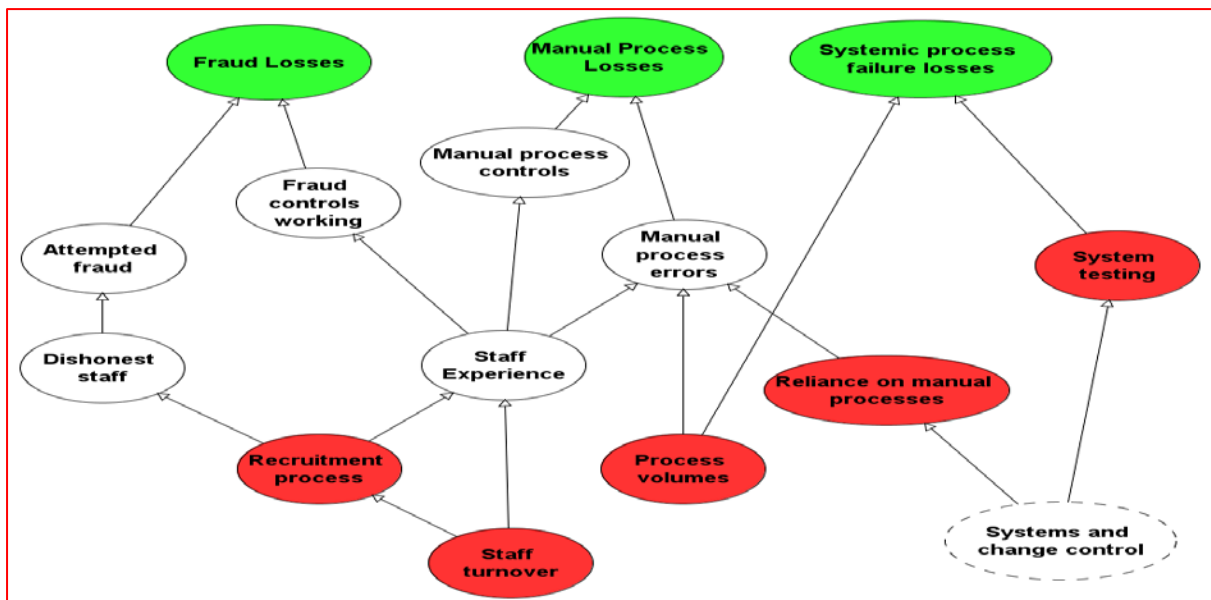 Fraud Losses
Manual Process
Losses
Systemic process
failure losses
Manual process
controls
Fraud
controls
working
Attempted
fraud
Manual
process
errors
System
testing
Dishonest
staff
Staff
Experience
Reliance on manual
processes
Recruitment
process
Process
volumes
Staff
turnover
Systems and
change control